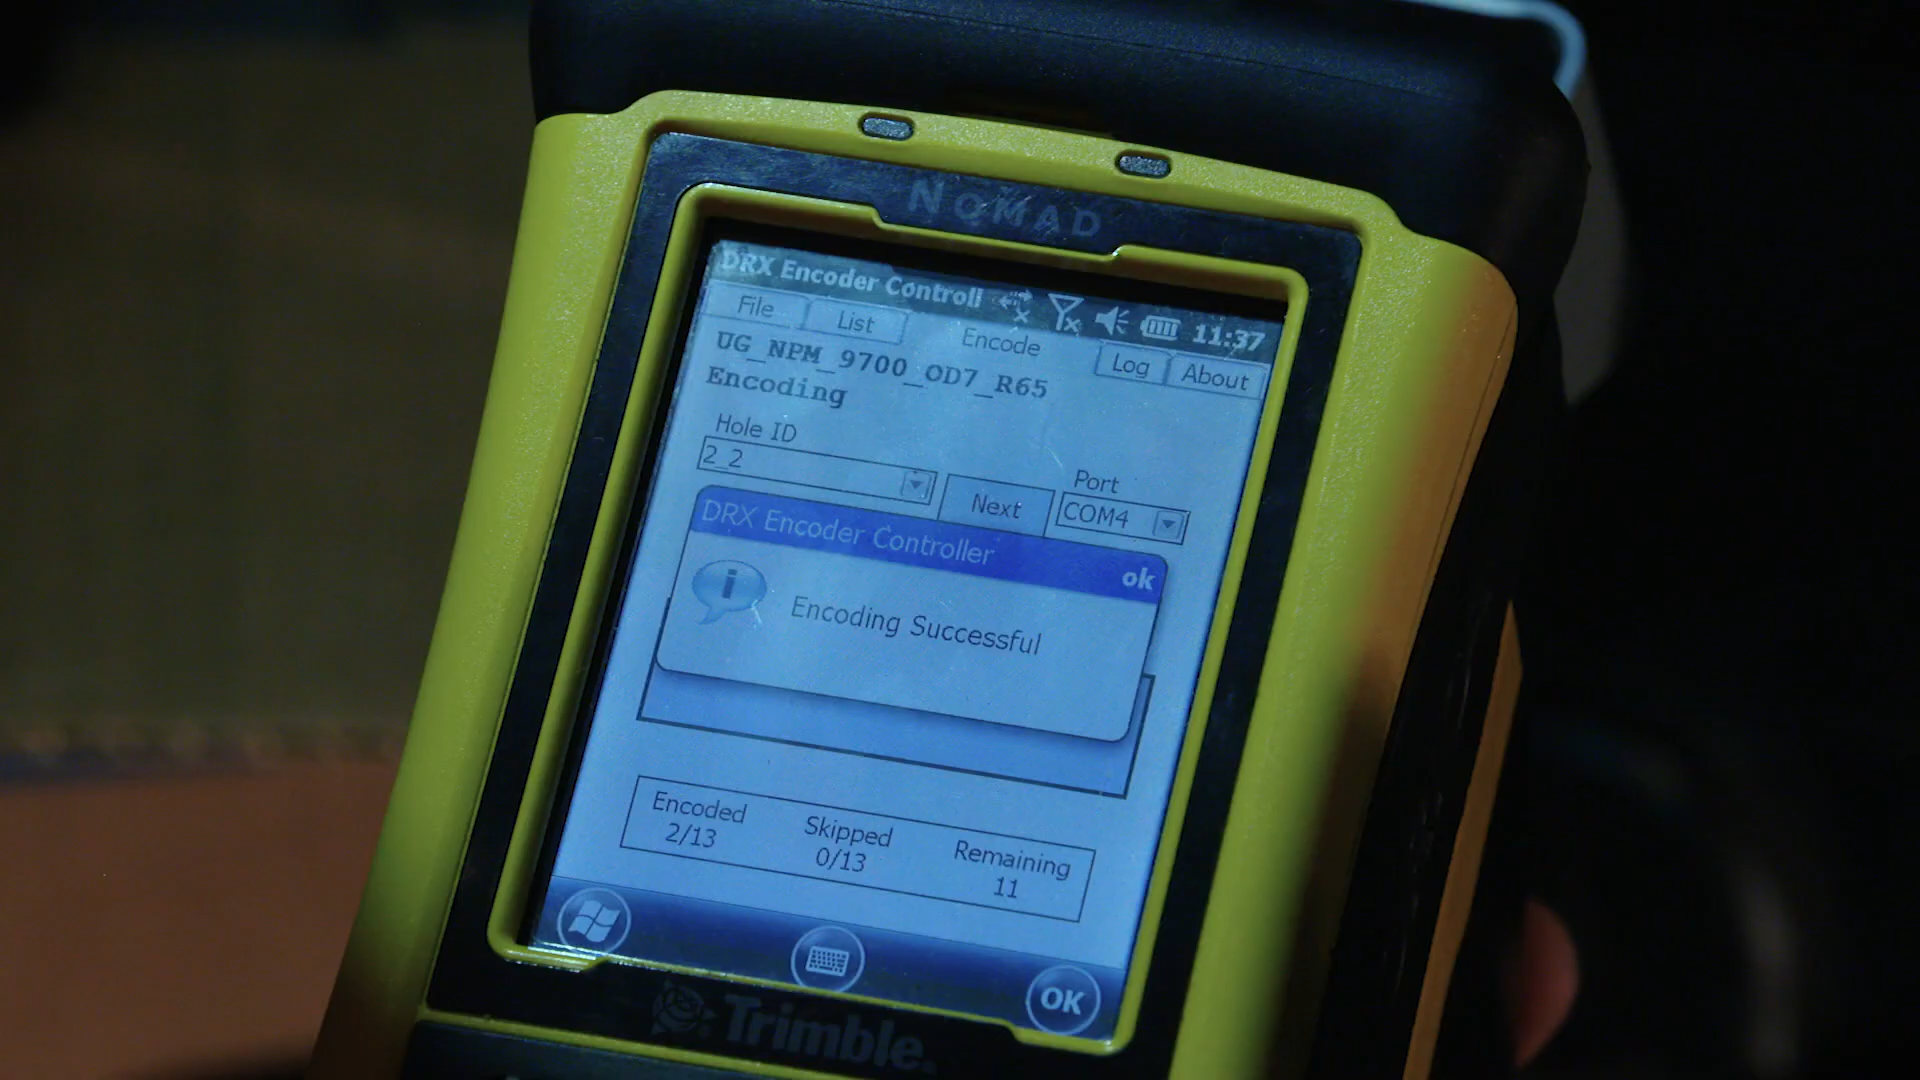 NOMAD
DRX Encoder Controll 11:37
File List Encode Log About
UG_NPM_9700_OD7_R65
Encoding
Hole ID
2_2
Next
Port
COM4
DRX Encoder Controller
ok
Encoding Successful
Encoded Skipped Remaining
2/13 0/13 11
OK
Trimble.